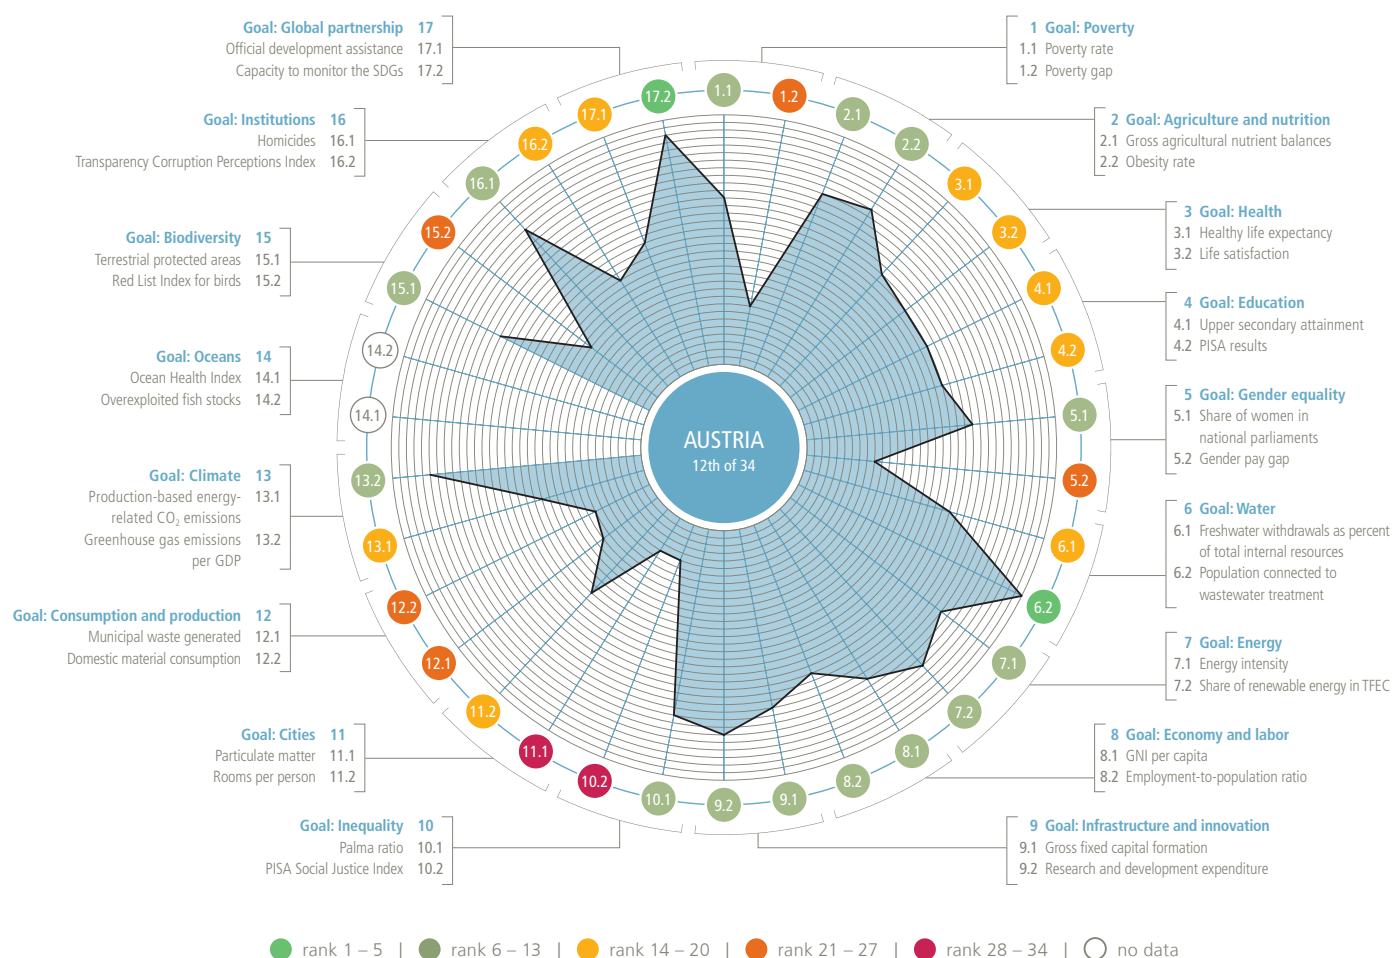 Goal: Global partnership 17
Official development assistance 17.1
Capacity to monitor the SDGs 17.2
Goal: Institutions 16
Homicides 16.1
Transparency Corruption Perceptions Index 16.2
Goal: Biodiversity 15
Terrestrial protected areas 15.1
Red List Index for birds 15.2
Goal: Oceans 14
Ocean Health Index 14.1
Overexploited fish stocks 14.2
Goal: Climate 13
Production-based energy- 13.1
related CO₂ emissions
Greenhouse gas emissions 13.2
per GDP
Goal: Consumption and production 12
Municipal waste generated 12.1
Domestic material consumption 12.2
Goal: Cities 11
Particulate matter 11.1
Rooms per person 11.2
Goal: Inequality 10
Palma ratio 10.1
PISA Social Justice Index 10.2
1 Goal: Poverty
1.1 Poverty rate
1.2 Poverty gap
2 Goal: Agriculture and nutrition
2.1 Gross agricultural nutrient balances
2.2 Obesity rate
3 Goal: Health
3.1 Healthy life expectancy
3.2 Life satisfaction
4 Goal: Education
4.1 Upper secondary attainment
4.2 PISA results
5 Goal: Gender equality
5.1 Share of women in
national parliaments
5.2 Gender pay gap
6 Goal: Water
6.1 Freshwater withdrawals as percent
of total internal resources
6.2 Population connected to
wastewater treatment
7 Goal: Energy
7.1 Energy intensity
7.2 Share of renewable energy in TFEC
8 Goal: Economy and labor
8.1 GNI per capita
8.2 Employment-to-population ratio
9 Goal: Infrastructure and innovation
9.1 Gross fixed capital formation
9.2 Research and development expenditure
1.1
1.2
2.1
2.2
3.1
3.2
4.1
4.2
5.1
5.2
6.1
6.2
7.1
7.2
8.1
8.2
9.1
9.2
10.1
10.2
11.1
11.2
12.1
12.2
13.1
13.2
14.1
14.2
15.1
15.2
16.1
16.2
17.1
17.2
AUSTRIA
12th of 34
rank 1 – 5 | rank 6 – 13 | rank 14 – 20 | rank 21 – 27 | rank 28 – 34 | no data